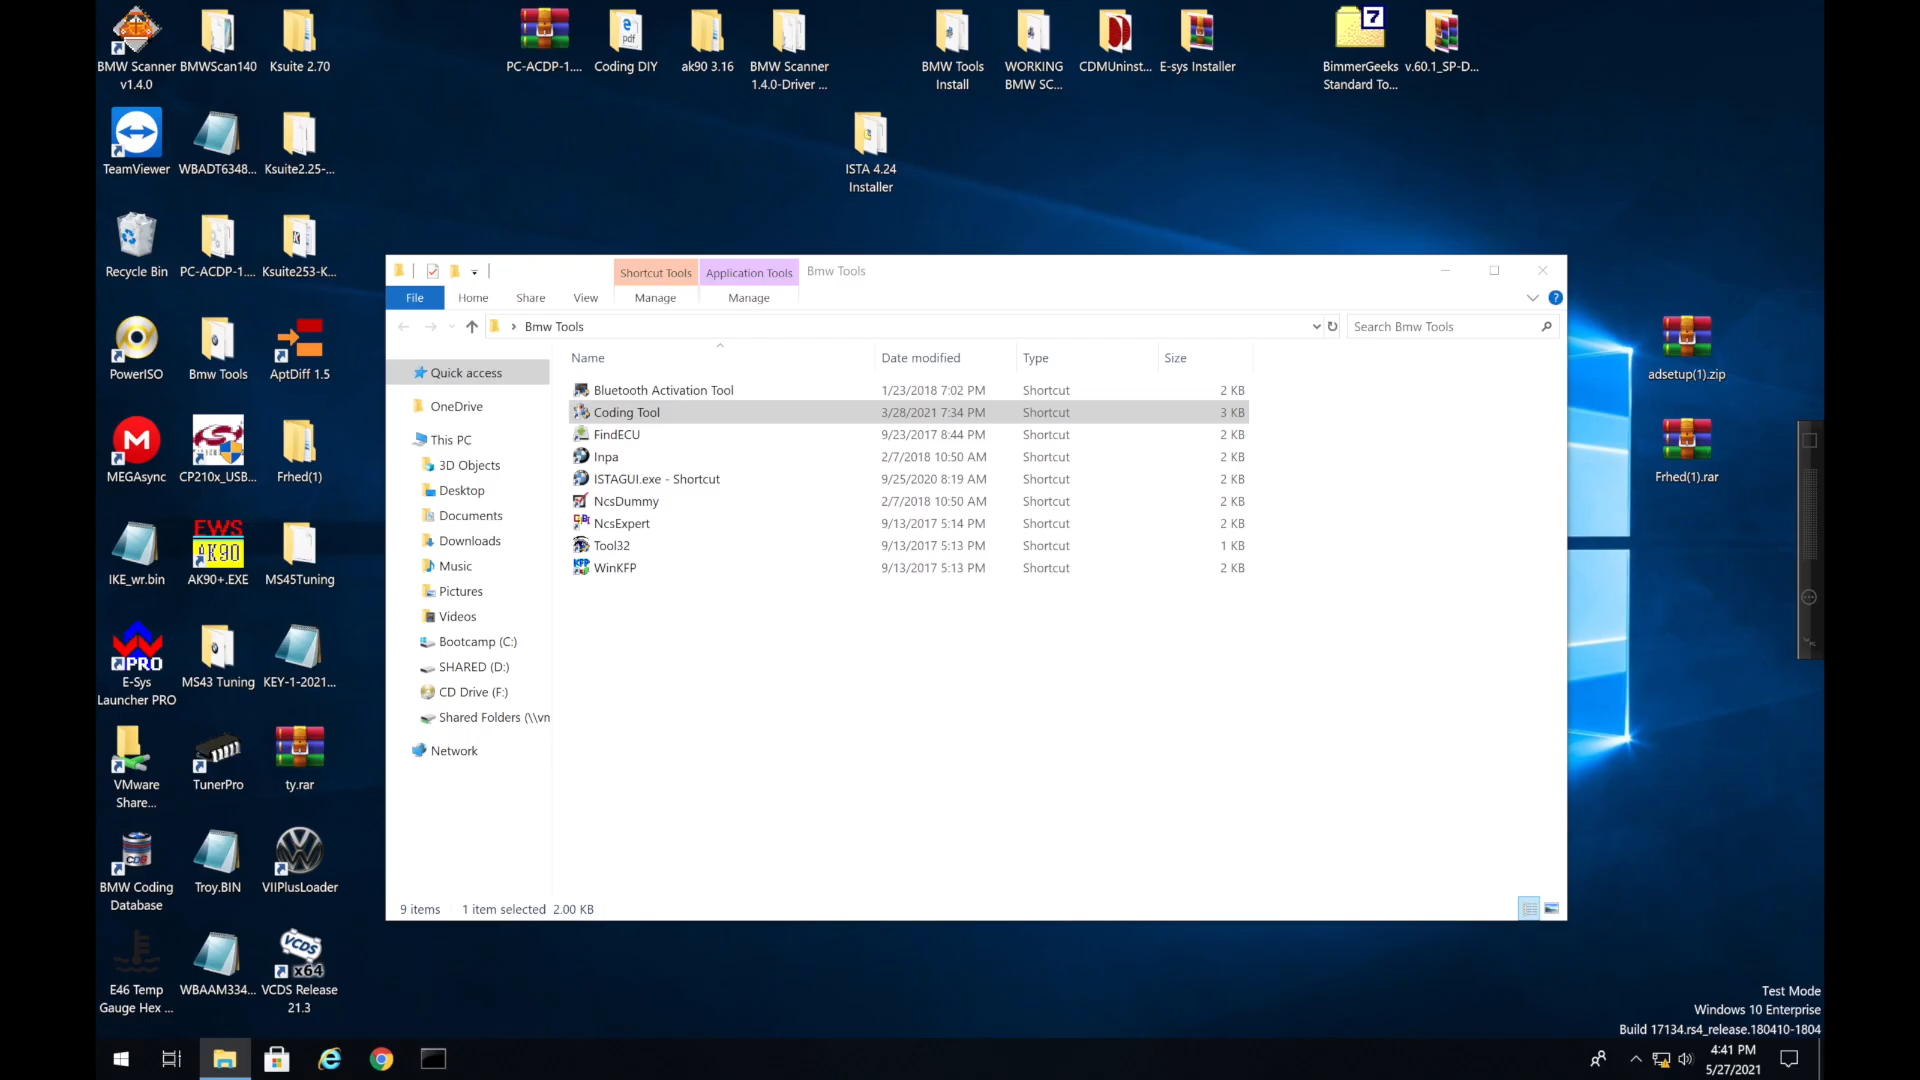 BMW Scanner v1.4.0
BMWScan140
Ksuite 2.70
PC-ACDP-1....
Coding DIY
pdf
ak90 3.16
BMW Scanner 1.4.0-Driver ...
BMW Tools Install
WORKING BMW SC...
CDMUninst...
E-sys Installer
7
BimmerGeeks Standard To...
v.60.1_SP-D...
TeamViewer
WBADT6348...
Ksuite2.25-...
ISTA 4.24 Installer
Recycle Bin
PC-ACDP-1....
Ksuite253-K...
K
PowerISO
Bmw Tools
AptDiff 1.5
M
MEGAsync
CP210x_USB...
Frhed(1)
IKE_wr.bin
EWS
AK90
AK90+.EXE
MS45Tuning
PRO
E-Sys Launcher PRO
MS43 Tuning
KEY-1-2021...
VMware Share...
TunerPro
ty.rar
CDB
BMW Coding Database
Troy.BIN
VIIPlusLoader
E46 Temp Gauge Hex ...
WBAAM334...
VCDS
x64
VCDS Release 21.3
adsetup(1).zip
Frhed(1).rar
Shortcut Tools
Application Tools
Bmw Tools
File
Home
Share
View
Manage
Manage
?
Bmw Tools
Search Bmw Tools
Quick access
OneDrive
This PC
3D Objects
Desktop
Documents
Downloads
Music
Pictures
Videos
Bootcamp (C:)
SHARED (D:)
CD Drive (F:)
Shared Folders (\\vn
Network
Name Date modified Type Size
Bluetooth Activation Tool 1/23/2018 7:02 PM Shortcut 2 KB
Coding Tool 3/28/2021 7:34 PM Shortcut 3 KB
FindECU 9/23/2017 8:44 PM Shortcut 2 KB
Inpa 2/7/2018 10:50 AM Shortcut 2 KB
ISTAGUI.exe - Shortcut 9/25/2020 8:19 AM Shortcut 2 KB
NcsDummy 2/7/2018 10:50 AM Shortcut 2 KB
NcsExpert 9/13/2017 5:14 PM Shortcut 2 KB
Tool32 9/13/2017 5:13 PM Shortcut 1 KB
KFP
WinKFP 9/13/2017 5:13 PM Shortcut 2 KB
9 items 1 item selected 2.00 KB
Test Mode
Windows 10 Enterprise
Build 17134.rs4_release.180410-1804
4:41 PM
5/27/2021